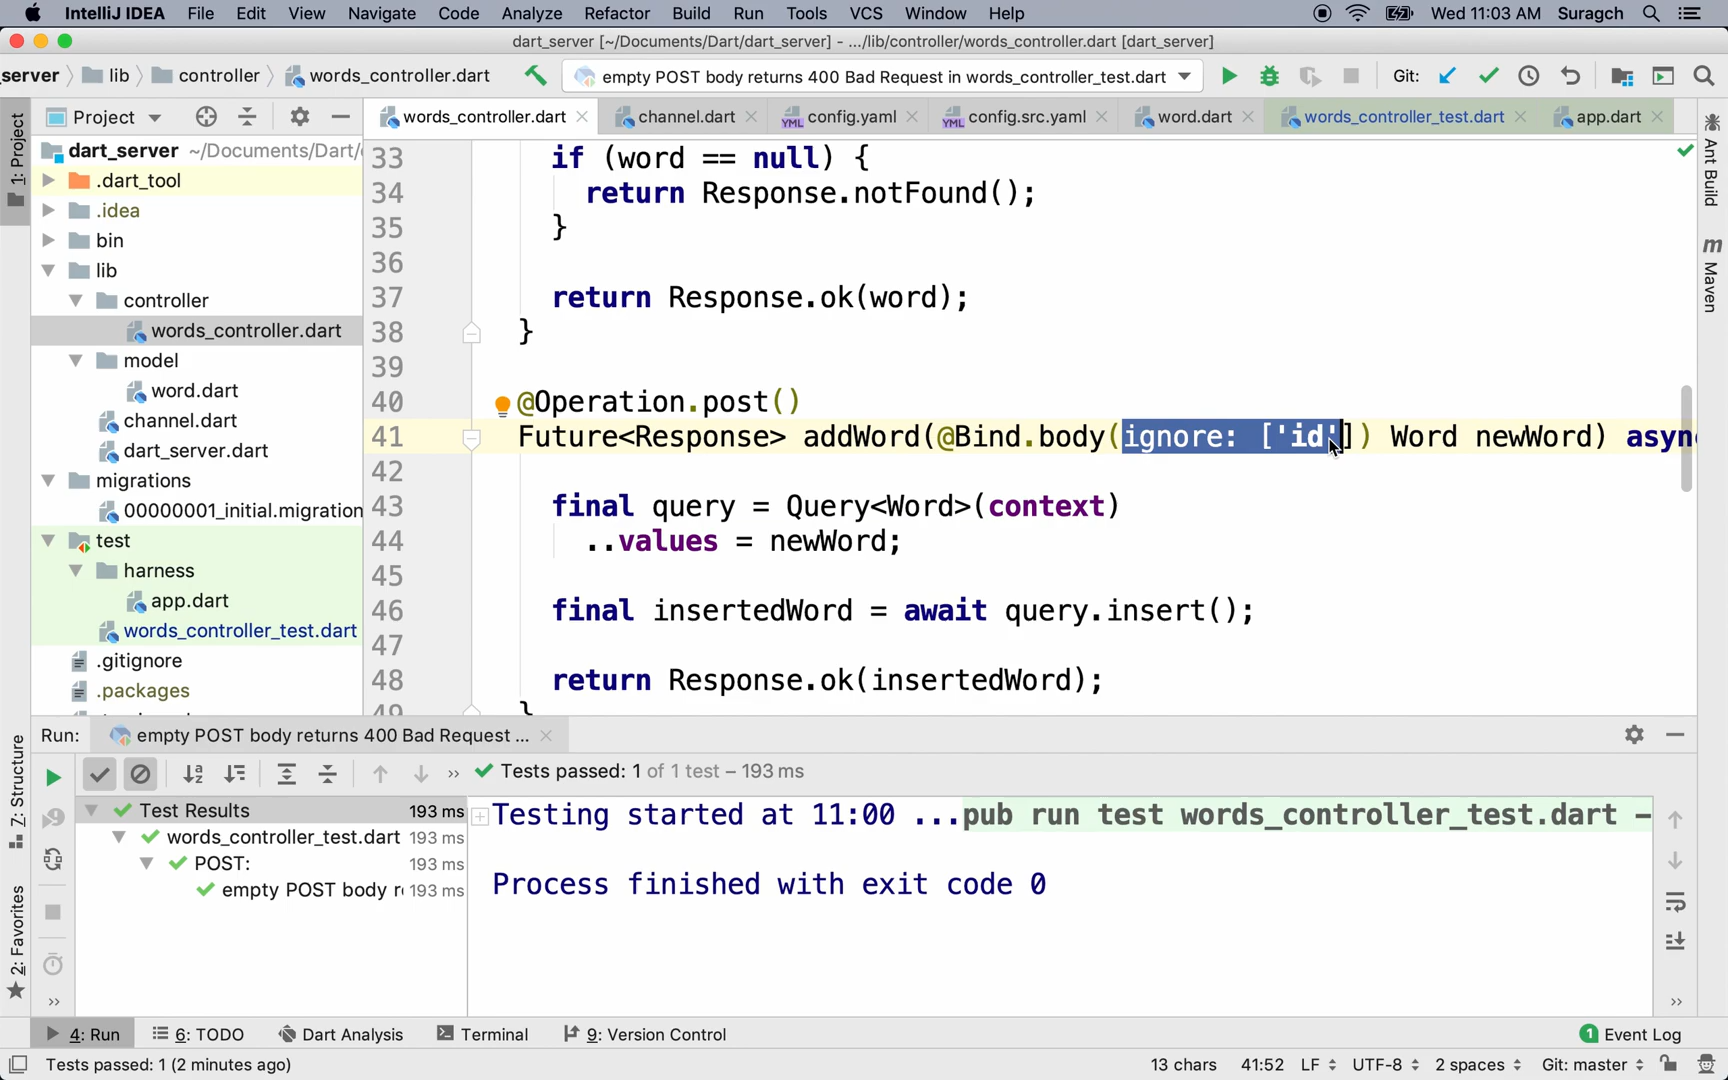 IntelliJ IDEA File Edit View Navigate Code Analyze Refactor Build Run Tools VCS Window Help Wed 11:03 AM Suragch
dart_server [~/Documents/Dart/dart_server] - .../lib/controller/words_controller.dart [dart_server]
server lib controller words_controller.dart empty POST body returns 400 Bad Request in words_controller_test.dart Git:
1: Project
Project
words_controller.dart channel.dart config.yaml config.src.yaml word.dart words_controller_test.dart app.dart
dart_server ~/Documents/Dart/
.dart_tool
.idea
bin
lib
controller
words_controller.dart
model
word.dart
channel.dart
dart_server.dart
migrations
00000001_initial.migration
test
harness
app.dart
words_controller_test.dart
.gitignore
.packages
33 if (word == null) {
34 return Response.notFound();
35 }
36
37 return Response.ok(word);
38 }
39
40 @Operation.post()
41 Future<Response> addWord(@Bind.body(ignore: ['id']) Word newWord) async
42
43 final query = Query<Word>(context)
44 ..values = newWord;
45
46 final insertedWord = await query.insert();
47
48 return Response.ok(insertedWord);
49 }
Ant Build
m Maven
Run: empty POST body returns 400 Bad Request ...
Tests passed: 1 of 1 test – 193 ms
Test Results 193 ms
words_controller_test.dart 193 ms
POST: 193 ms
empty POST body r 193 ms
Testing started at 11:00 ...pub run test words_controller_test.dart –
Process finished with exit code 0
Z: Structure
2: Favorites
4: Run 6: TODO Dart Analysis Terminal 9: Version Control 1 Event Log
Tests passed: 1 (2 minutes ago) 13 chars 41:52 LF UTF-8 2 spaces Git: master